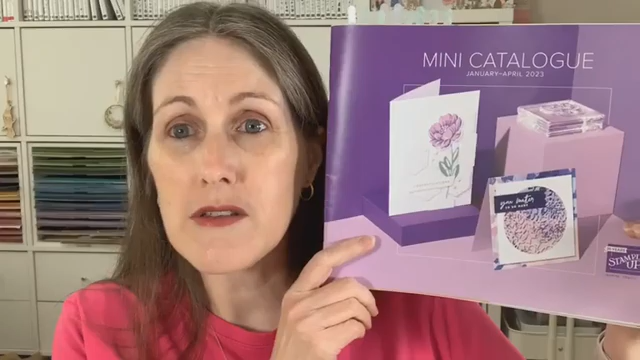 MINI CATALOGUE
JANUARY–APRIL 2023
you matter
STAMPIN'
UP!